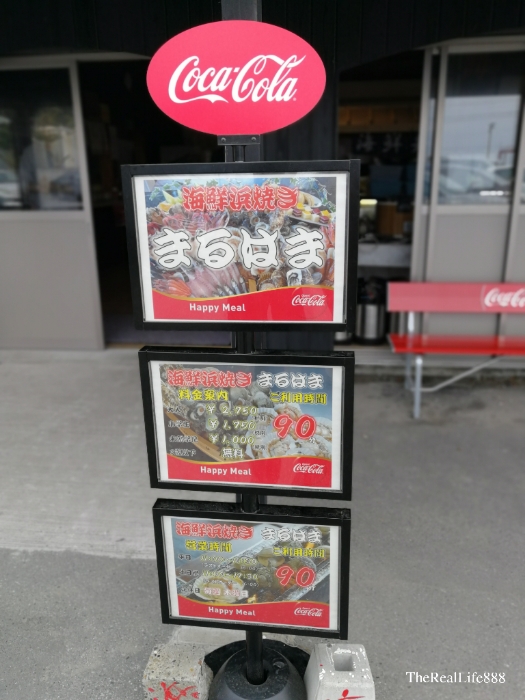 Coca-Cola
海鮮浜焼き
まるはま
Happy Meal
Coca-Cola
Coca-Cola
海鮮浜焼き まるはま
料金案内
ご利用時間
￥2,750
￥1,750
￥1,000
無料
90
Happy Meal
Coca-Cola
海鮮浜焼き まるはま
営業時間
ご利用時間
90
Happy Meal
Coca-Cola
TheRealLife888